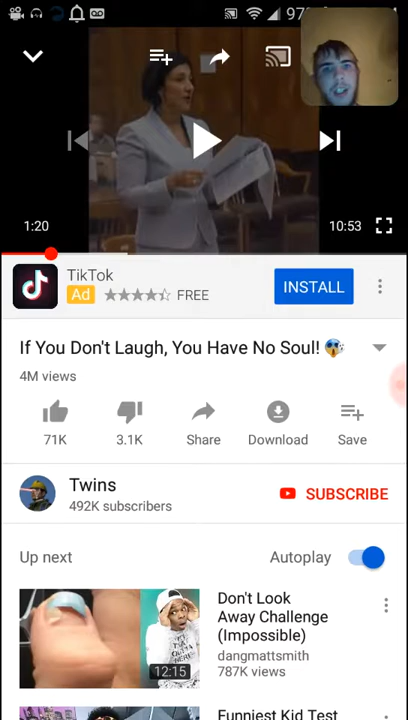 97
1:20
10:53
TikTok
Ad FREE
INSTALL
If You Don't Laugh, You Have No Soul! 😱
4M views
71K
3.1K
Share
Download
Save
Twins
492K subscribers
SUBSCRIBE
Up next
Autoplay
Don't Look
Away Challenge
(Impossible)
dangmattsmith
787K views
12:15
Funniest Kid Test